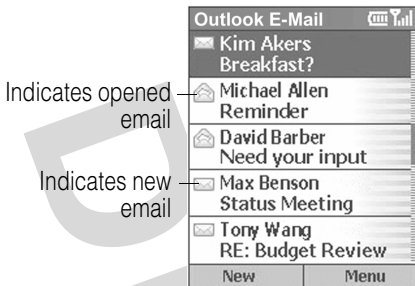 Outlook E-Mail
Kim Akers
Breakfast?
Indicates opened
email
Michael Allen
Reminder
David Barber
Need your input
Indicates new
email
Max Benson
Status Meeting
Tony Wang
RE: Budget Review
New Menu